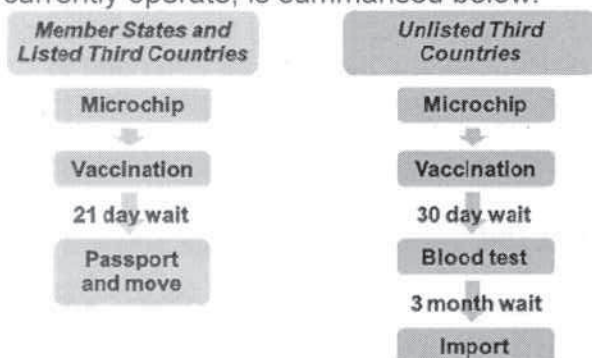 currently operate, is summarised below.
Member States and
Listed Third Countries
Microchip
Vaccination
21 day wait
Passport
and move
Unlisted Third
Countries
Microchip
Vaccination
30 day wait
Blood test
3 month wait
Import